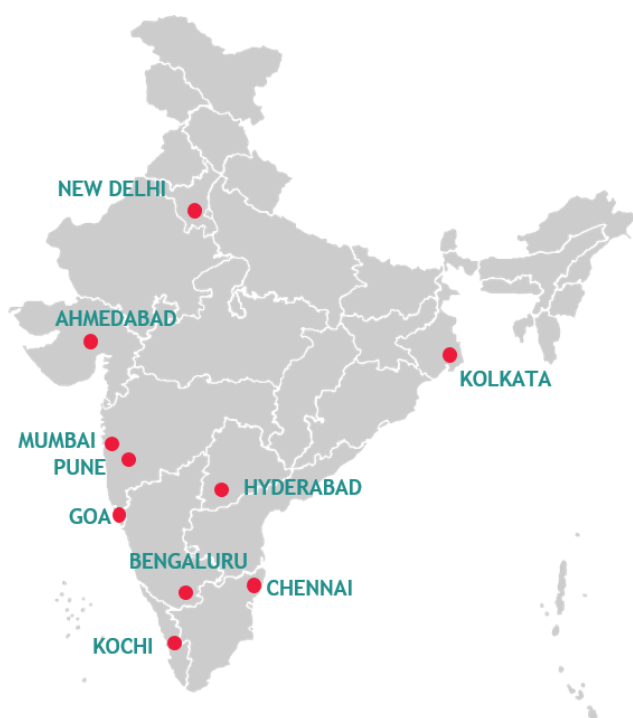 NEW DELHI
AHMEDABAD
KOLKATA
MUMBAI
PUNE
HYDERABAD
GOA
BENGALURU
CHENNAI
KOCHI